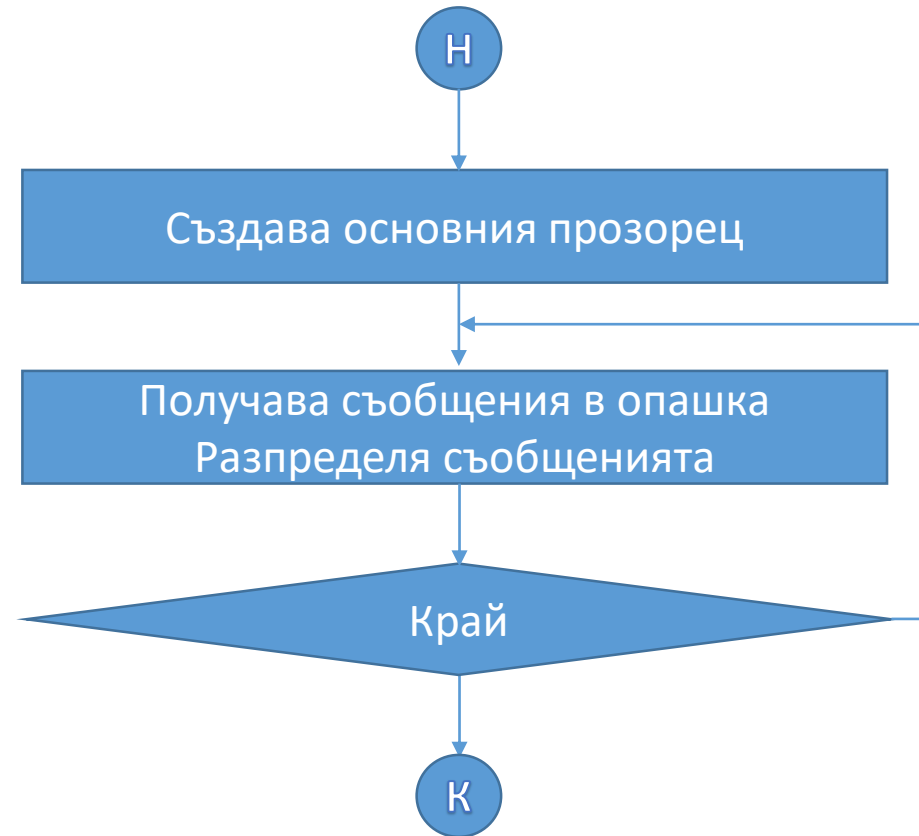 Н
Създава основния прозорец
Получава съобщения в опашка
Разпределя съобщенията
Край
К